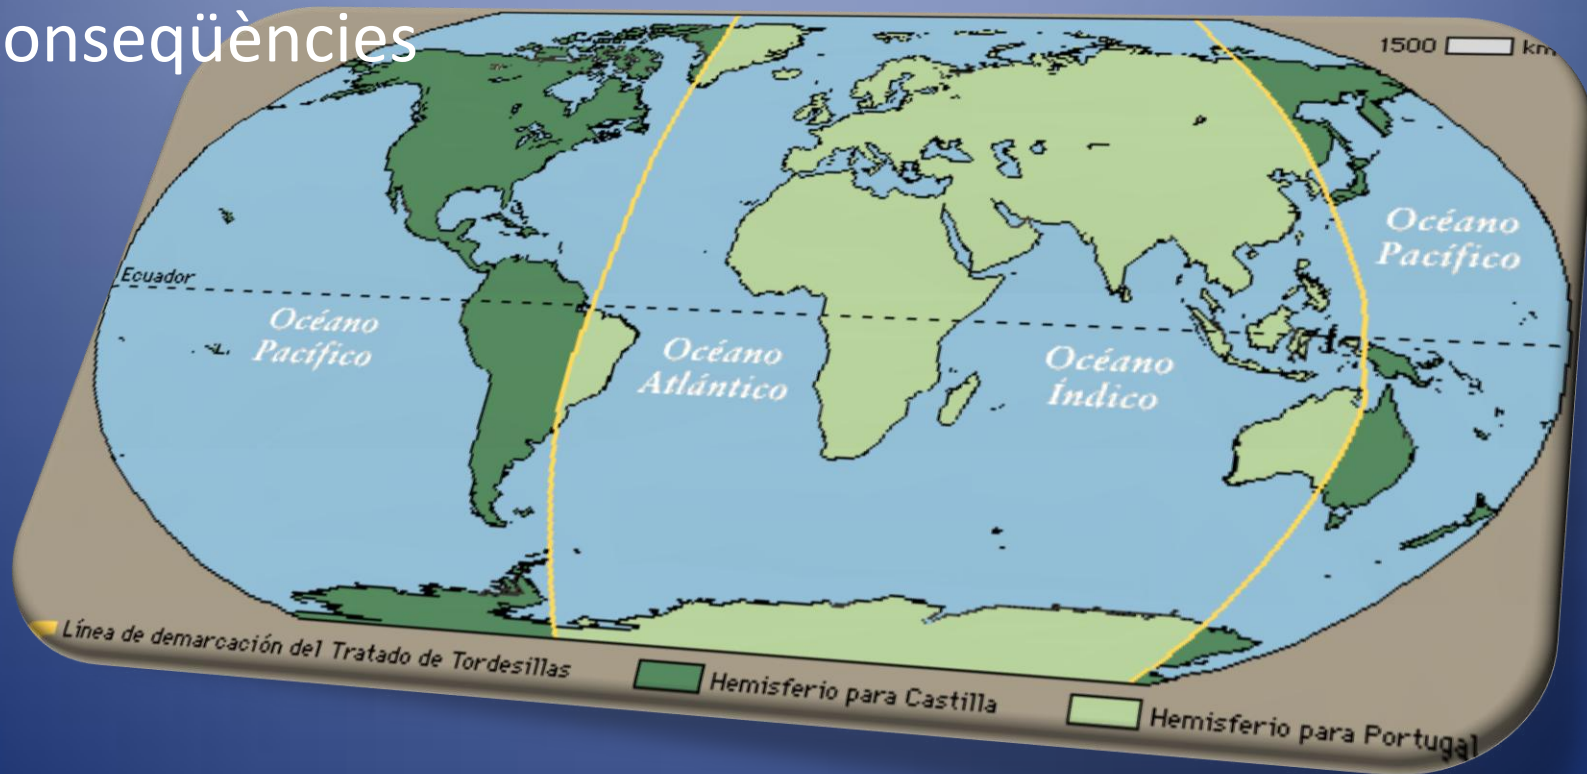 onseqüències
1500 km
Ecuador
Océano
Pacífico
Océano
Pacífico
Océano
Atlántico
Océano
Índico
Línea de demarcación del Tratado de Tordesillas
Hemisferio para Castilla
Hemisferio para Portugal